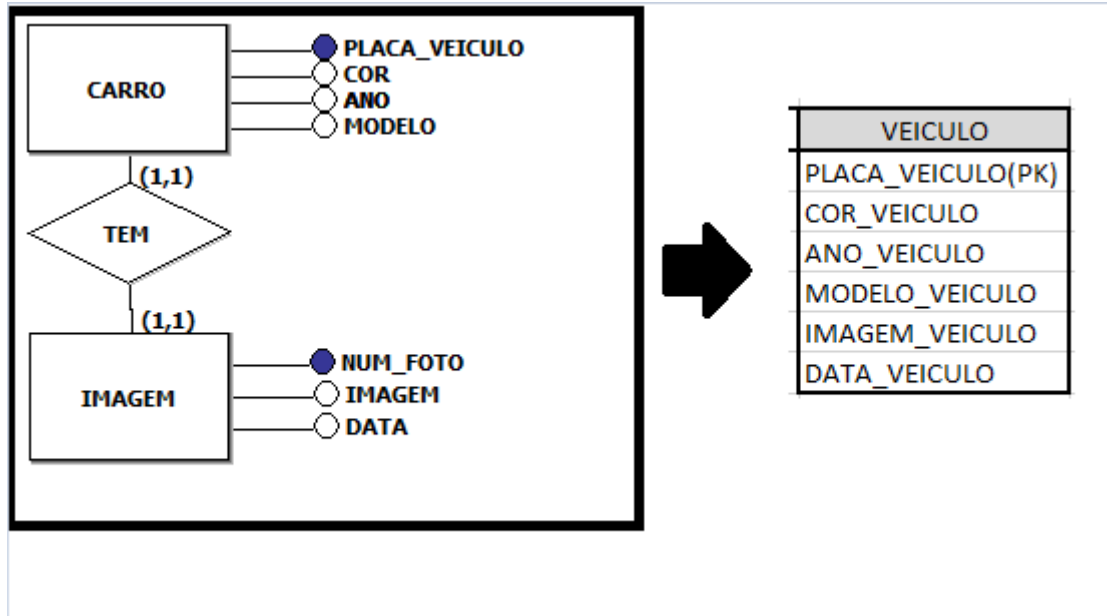 CARRO
PLACA_VEICULO
COR
ANO
MODELO
(1,1)
TEM
(1,1)
IMAGEM
NUM_FOTO
IMAGEM
DATA
VEICULO
PLACA_VEICULO(PK)
COR_VEICULO
ANO_VEICULO
MODELO_VEICULO
IMAGEM_VEICULO
DATA_VEICULO